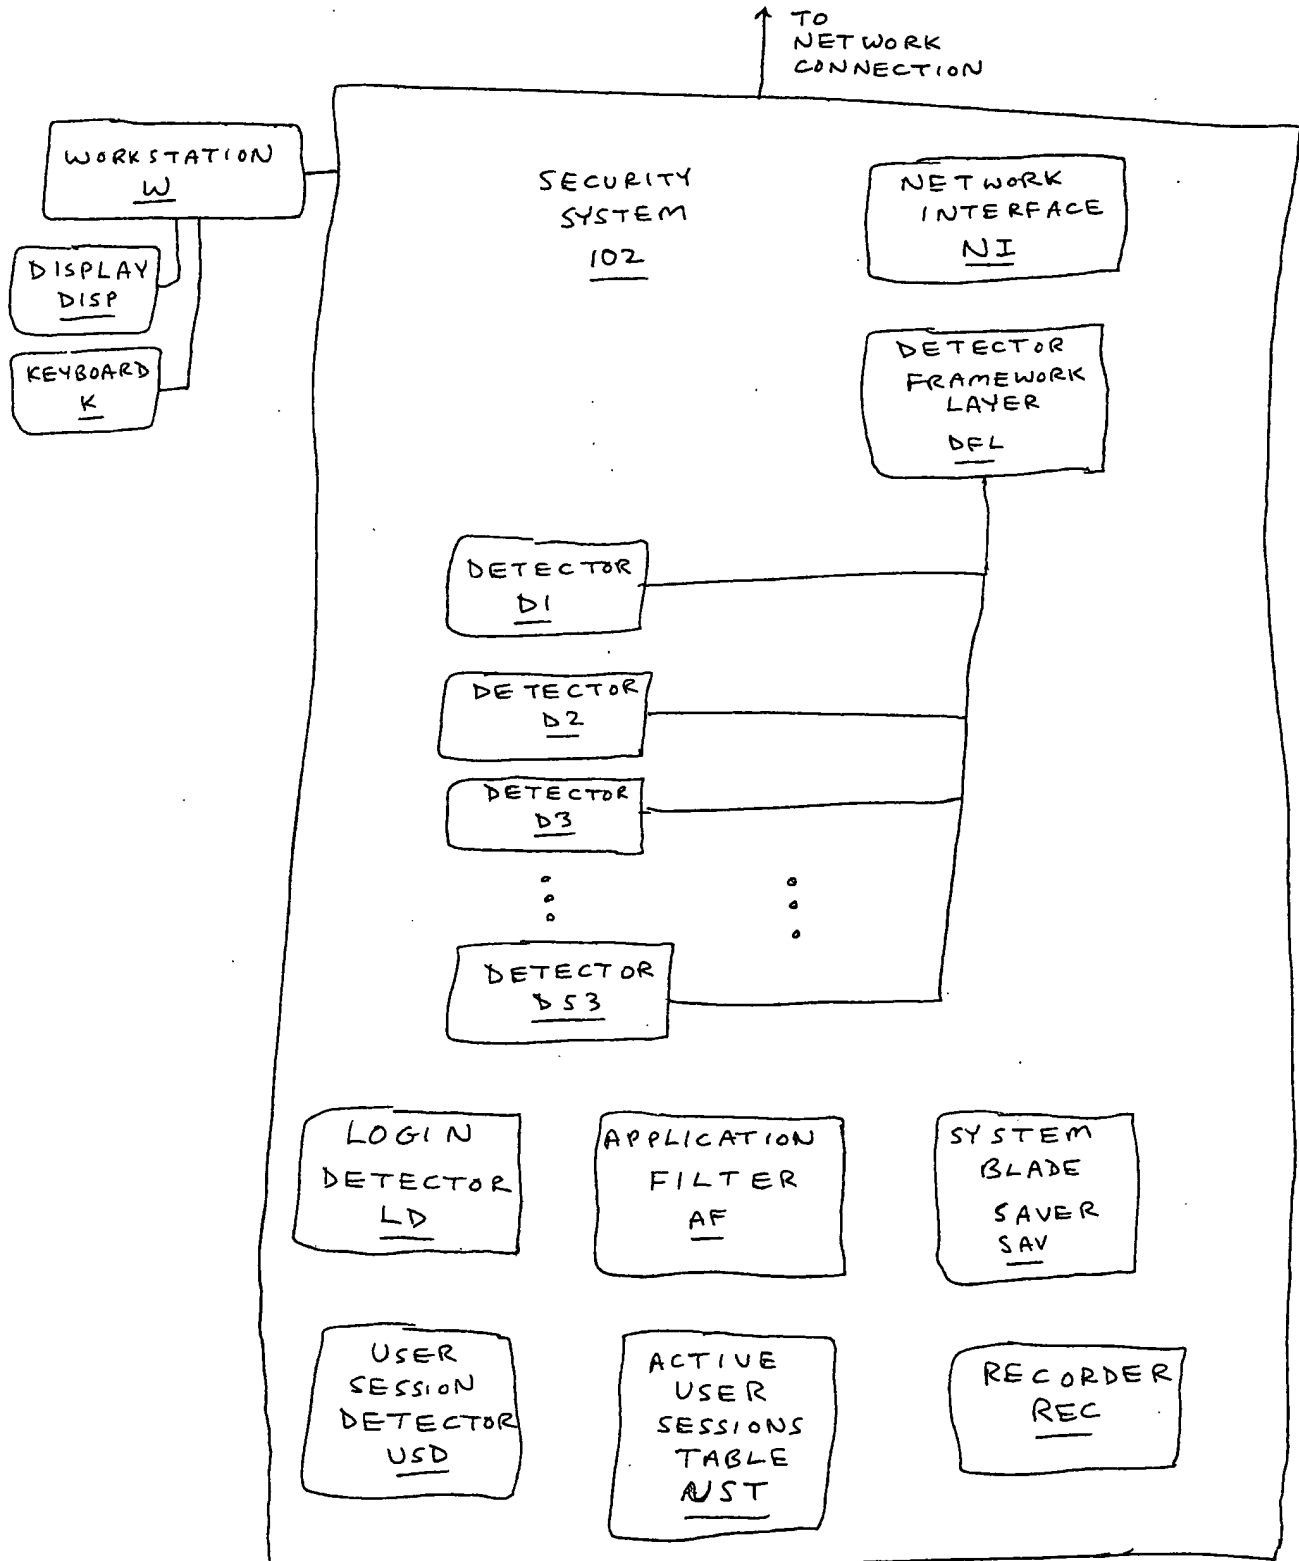 TO
NETWORK
CONNECTION
WORKSTATION
W
DISPLAY
DISP
KEYBOARD
K
SECURITY
SYSTEM
102
NETWORK
INTERFACE
NI
DETECTOR
FRAMEWORK
LAYER
DFL
DETECTOR
D1
DETECTOR
D2
DETECTOR
D3
DETECTOR
D53
LOGIN
DETECTOR
LD
APPLICATION
FILTER
AF
SYSTEM
BLADE
SAVER
SAV
USER
SESSION
DETECTOR
USD
ACTIVE
USER
SESSIONS
TABLE
AUST
RECORDER
REC